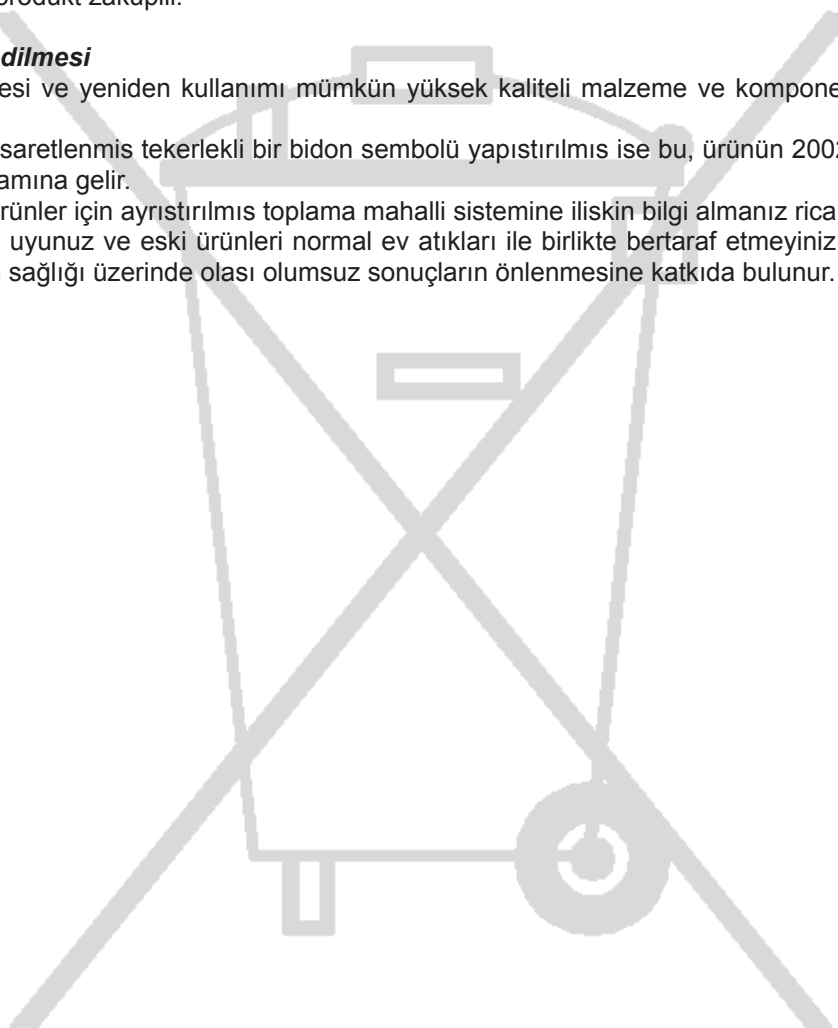 produkt zakupili.
dilmesi
esi ve yeniden kullanımı mümkün yüksek kaliteli malzeme ve kompone
saretlenmis tekerlekli bir bidon sembolü yapıstırılmıs ise bu, ürünün 2002
amına gelir.
rünler için ayrıstırılmıs toplama mahalli sistemine iliskin bilgi almanız rica
uyunuz ve eski ürünleri normal ev atıkları ile birlikte bertaraf etmeyiniz
sağlığı üzerinde olası olumsuz sonuçların önlenmesine katkıda bulunur.